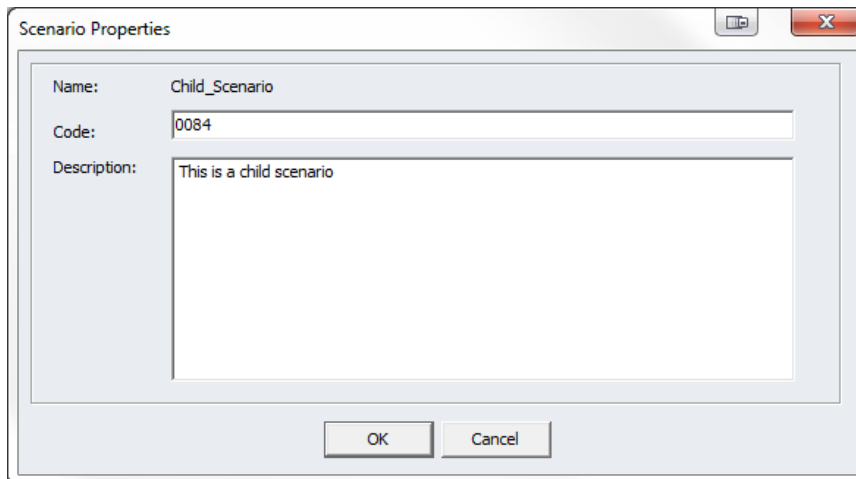 Scenario Properties
Name: Child_Scenario
Code: 0084
Description: This is a child scenario
OK Cancel